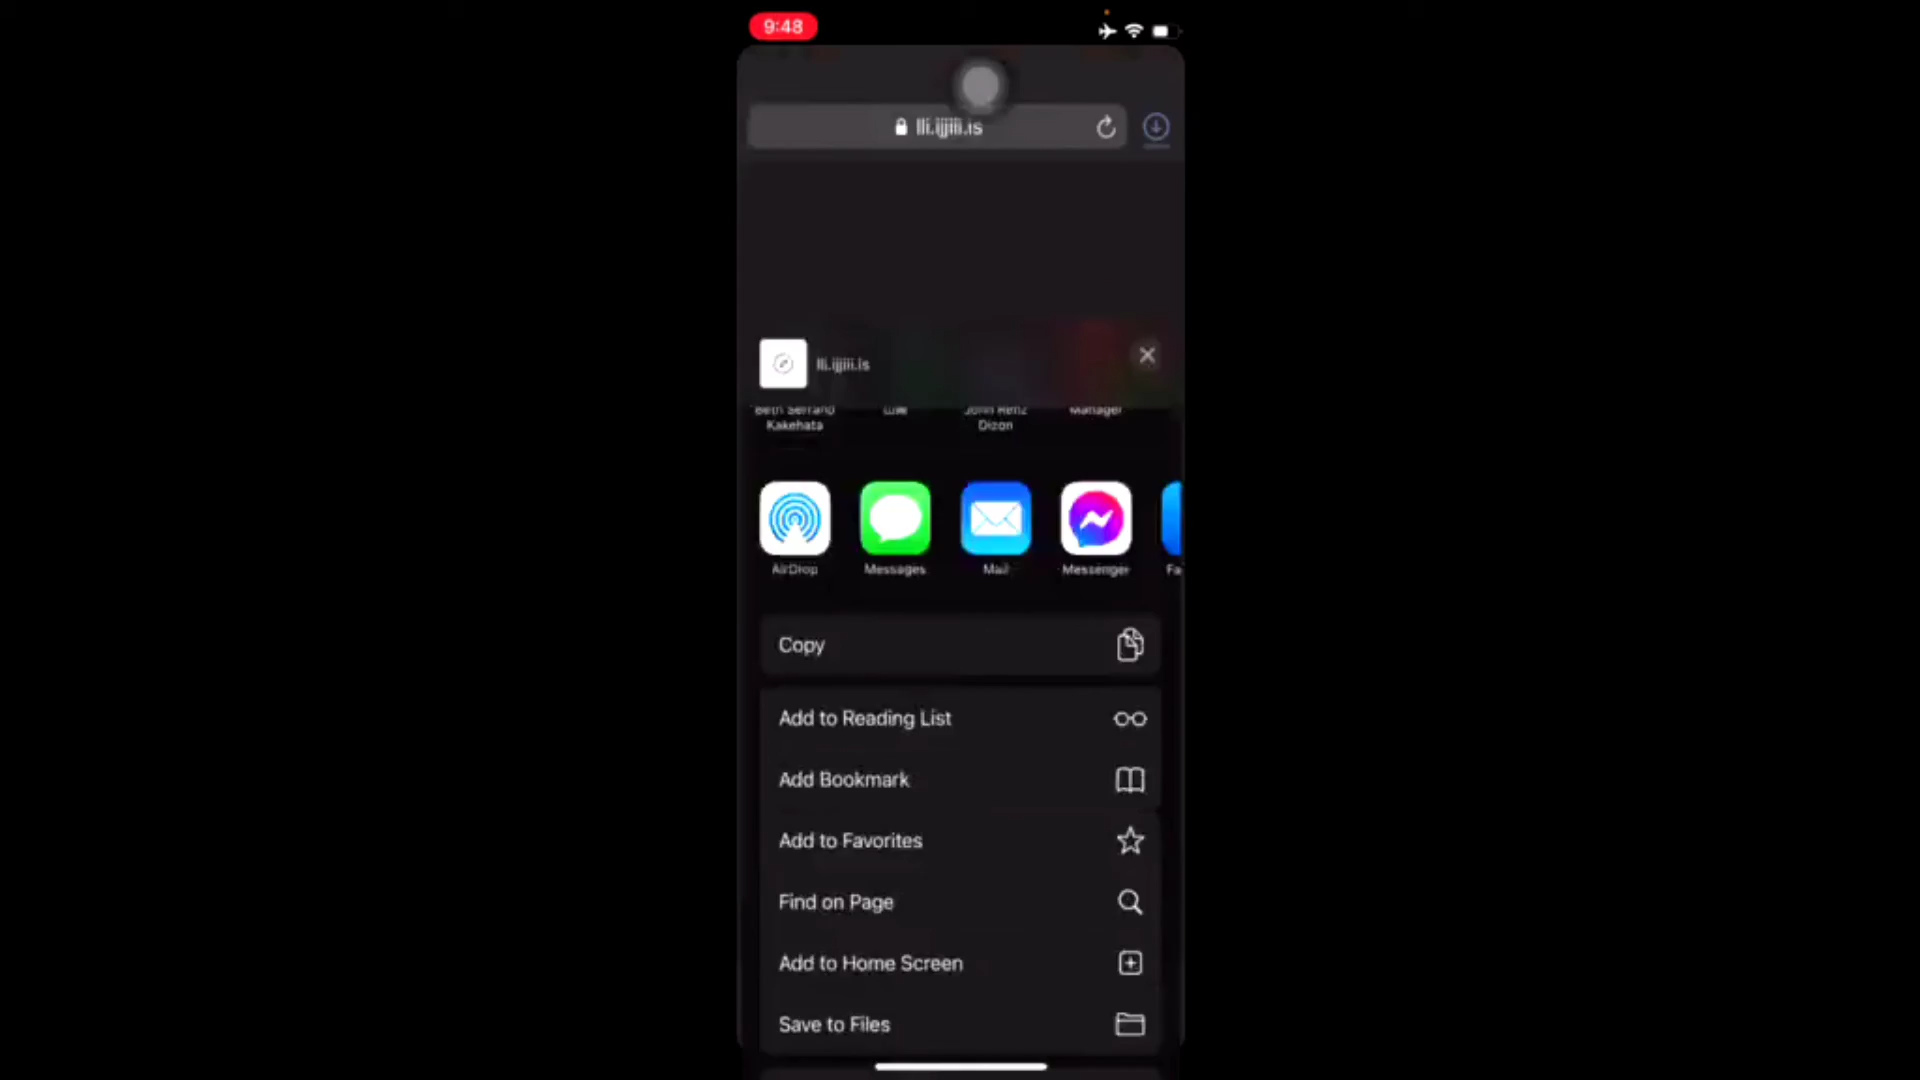 9:48
lli.ijjiii.is
lli.ijjiii.is
Beth Serrano
Kakehata
John Renz
Dizon
Manager
AirDrop
Messages
Mail
Messenger
Fa
Copy
Add to Reading List
Add Bookmark
Add to Favorites
Find on Page
Add to Home Screen
Save to Files